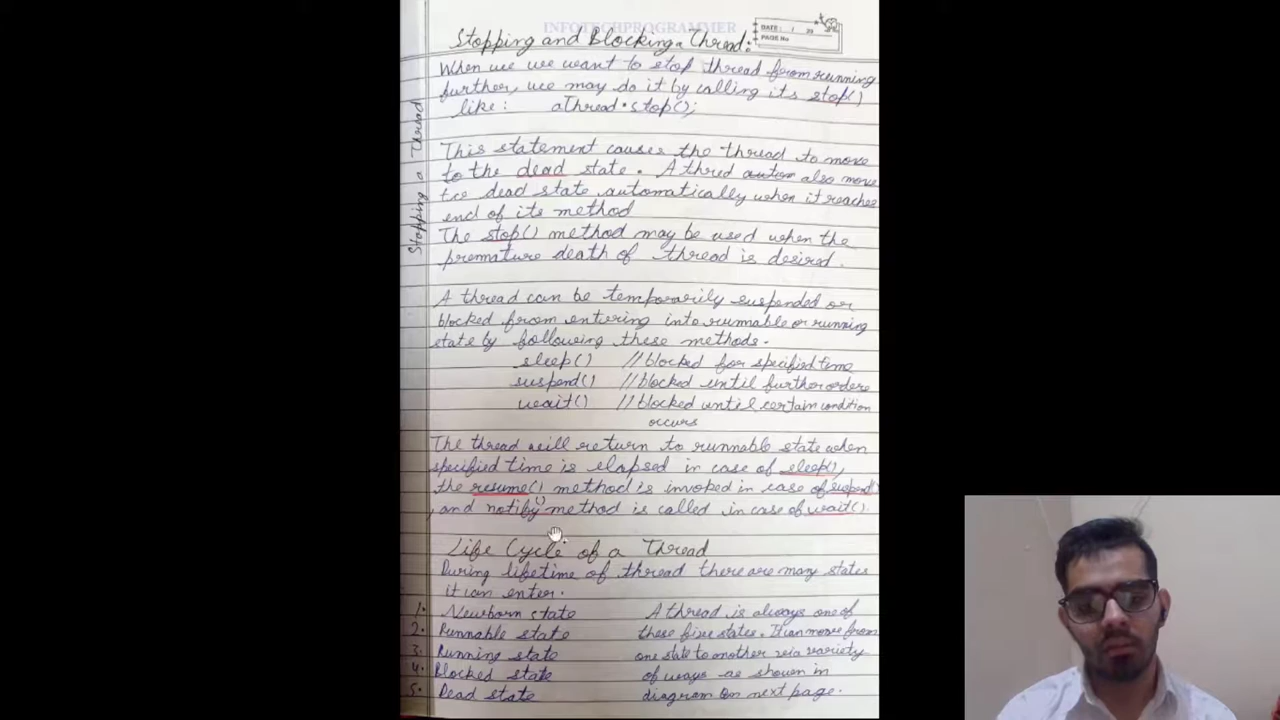 INFOTECHPROGRAMMER
DATE: / 20
PAGE No
Stopping and Blocking a Thread:
When we we want to stop thread from running
further, we may do it by calling its stop()
like: aThread.stop();
Stopping a Thread
This statement causes the thread to move
to the dead state. A thred also move
to dead state automatically when it reaches
end of its method
The stop() method may be used when the
premature death of thread is desired.
A thread can be temporarily suspended or
blocked from entering into runnable or running
state by following these methods.
sleep() //blocked for specified time
suspend() //blocked until further orders
wait() //blocked until certain condition
occurs
The thread will return to runnable state when
specified time is elapsed in case of sleep(),
the resume() method is invoked in case of suspend()
, and notify() method is called in case of wait().
Life Cycle of a Thread
During lifetime of thread there are many states
it can enter.
1. Newborn state A thread is always one of
2. Runnable state these five states. It can move from
3. Running state one state to another via variety
4. Blocked state of ways as shown in
5. Dead state diagram on next page.